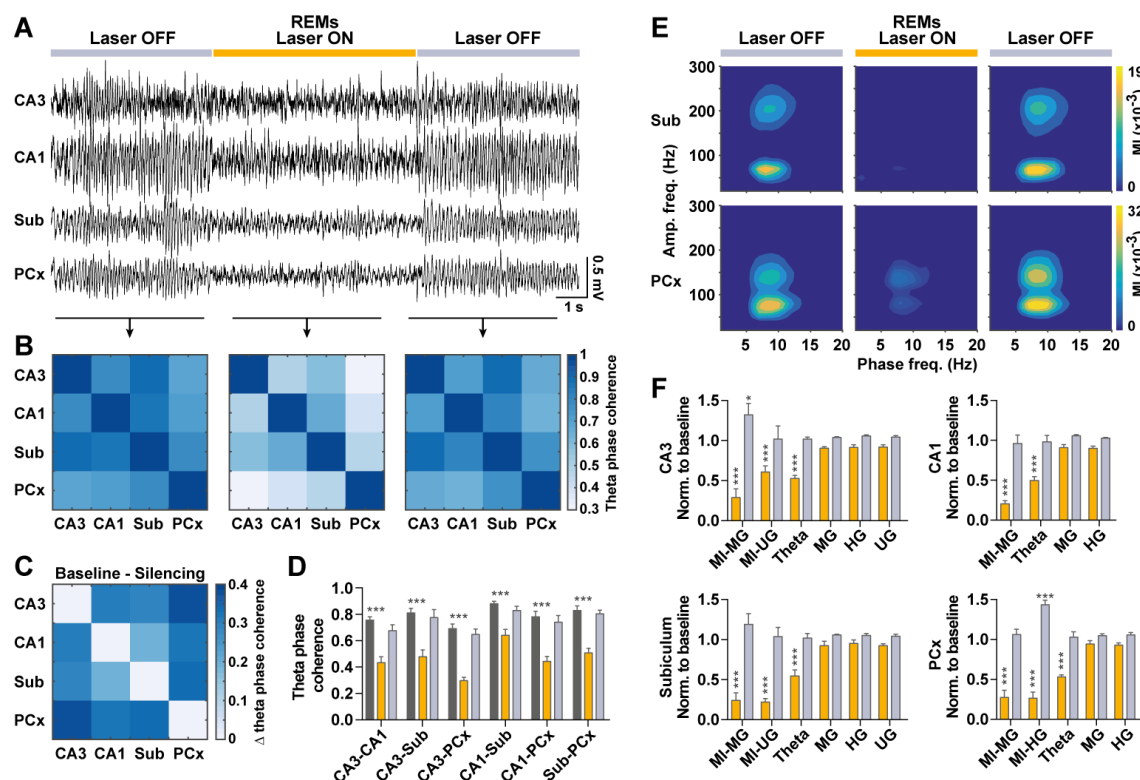 A
REMs
Laser OFF
Laser ON
Laser OFF
CA3
CA1
Sub
PCx
0.5 mV
1 s
B
CA3
CA1
Sub
PCx
CA3 CA1 Sub PCx
CA3 CA1 Sub PCx
CA3 CA1 Sub PCx
1
0.9
0.8
0.7
0.6
0.5
0.4
0.3
Theta phase coherence
C
Baseline - Silencing
CA3
CA1
Sub
PCx
CA3 CA1 Sub PCx
0.4
0.3
0.2
0.1
0
Δ theta phase coherence
D
Theta phase
coherence
1.0
0.8
0.6
0.4
0.2
0.0
*** *** *** *** *** ***
CA3-CA1
CA3-Sub
CA3-PCx
CA1-Sub
CA1-PCx
Sub-PCx
E
REMs
Laser OFF
Laser ON
Laser OFF
Sub
300
200
100
19
0
MI (x10-3)
PCx
300
200
100
32
0
MI (x10-3)
Amp. freq. (Hz)
5 10 15 20
5 10 15 20
5 10 15 20
Phase freq. (Hz)
F
CA3
Norm. to baseline
1.5
1.0
0.5
0.0
*** * *** ***
MI-MG
MI-UG
Theta
MG
HG
UG
CA1
Norm. to baseline
1.5
1.0
0.5
0.0
*** ***
MI-MG
Theta
MG
HG
Subiculum
Norm. to baseline
1.5
1.0
0.5
0.0
*** *** ***
MI-MG
MI-UG
Theta
MG
HG
UG
PCx
Norm. to baseline
1.5
1.0
0.5
0.0
*** *** *** ***
MI-MG
MI-HG
Theta
MG
HG